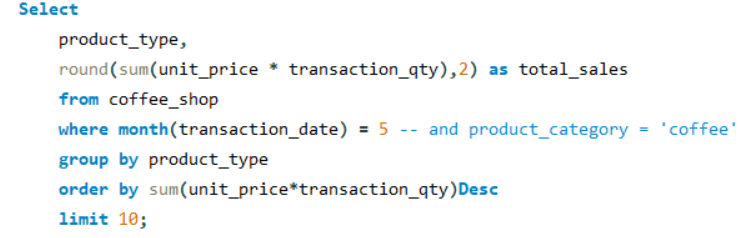 Select
product_type,
round(sum(unit_price * transaction_qty),2) as total_sales
from coffee_shop
where month(transaction_date) = 5 -- and product_category = 'coffee'
group by product_type
order by sum(unit_price*transaction_qty)Desc
limit 10;